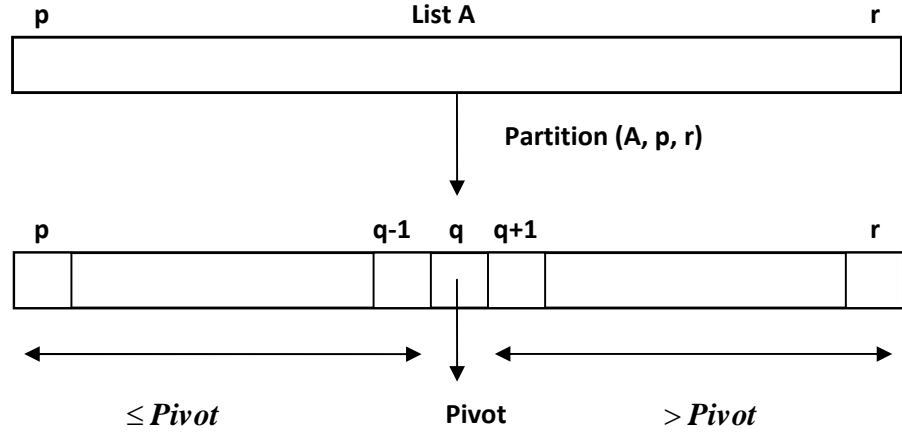 p List A r
Partition (A, p, r)
p q-1 q q+1 r
≤ Pivot Pivot > Pivot